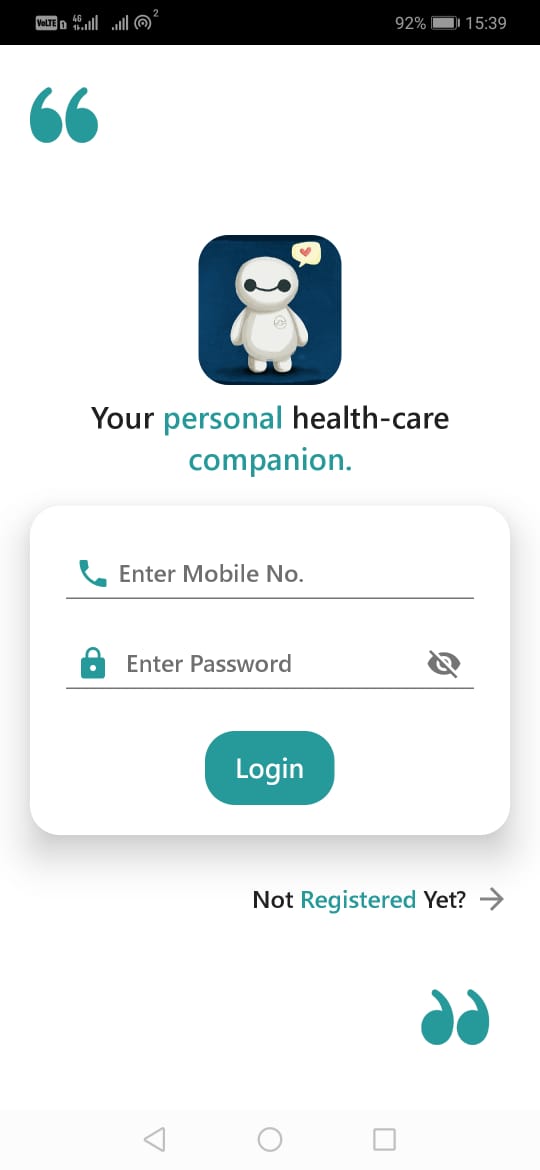 VoLTE 4G 2 92% 15:39
“
Your personal health-care
companion.
Enter Mobile No.
Enter Password
Login
Not Registered Yet? →
”